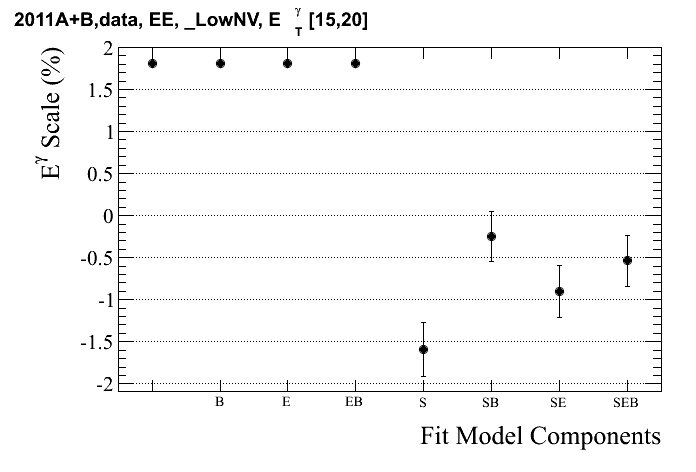 2011A+B,data, EE, _LowNV, E γ T [15,20]
E γ Scale (%)
2
1.5
1
0.5
0
-0.5
-1
-1.5
-2
B E EB S SB SE SEB
Fit Model Components